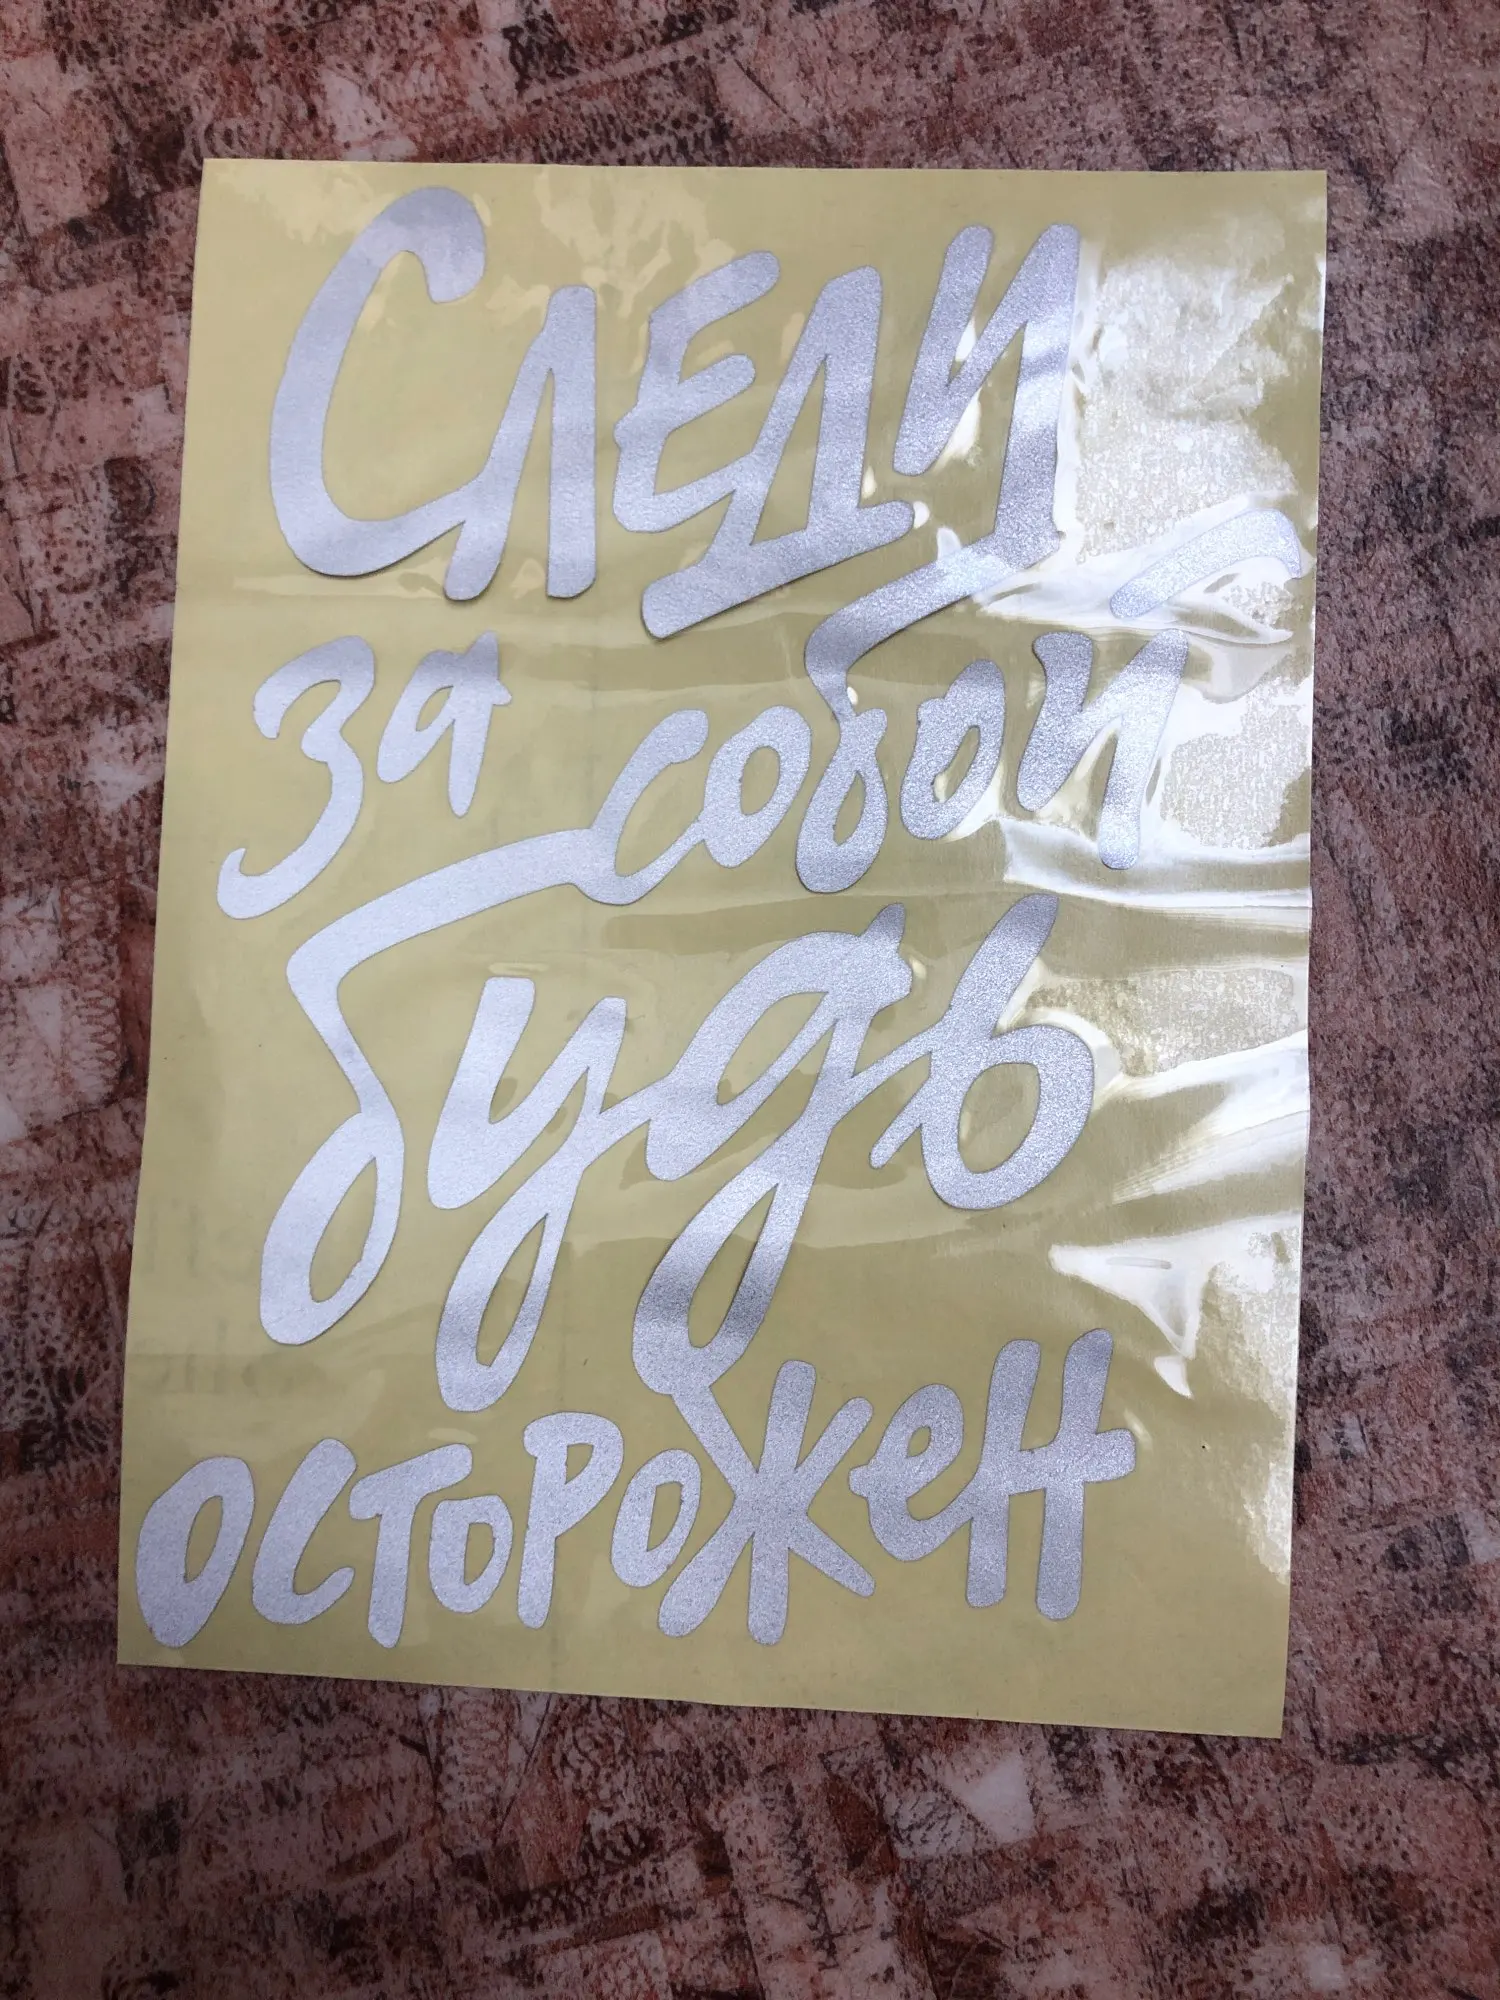 Следи
за собой
будь
осторожен